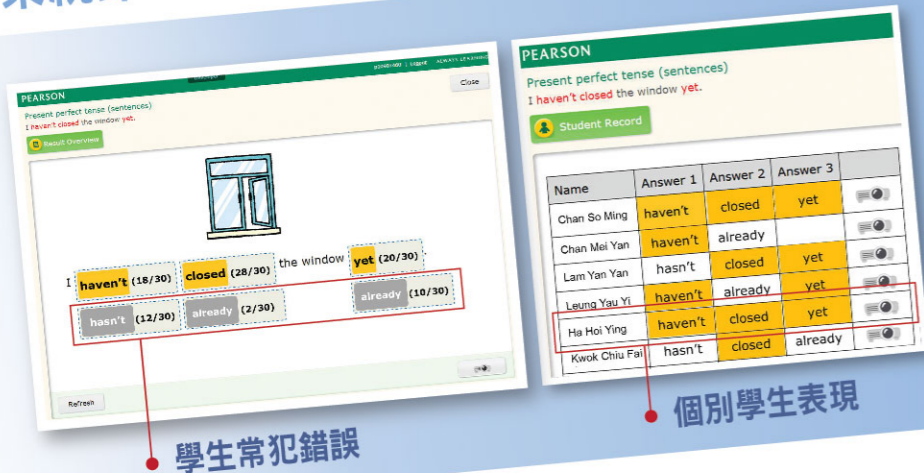 PEARSON
Logout ALWAYS LEARNING
Present perfect tense (sentences)
I haven't closed the window yet.
Close
Result Overview
I haven't (18/30) closed (28/30) the window yet (20/30)
hasn't (12/30) already (2/30) already (10/30)
Refresh
學生常犯錯誤
PEARSON
Present perfect tense (sentences)
I haven't closed the window yet.
Student Record
Name Answer 1 Answer 2 Answer 3
Chan So Ming haven't closed yet
Chan Mei Yan haven't already
Lam Yan Yan hasn't closed yet
Leung Yau Yi haven't already yet
Ha Hoi Ying haven't closed yet
Kwok Chiu Fai hasn't closed already
個別學生表現